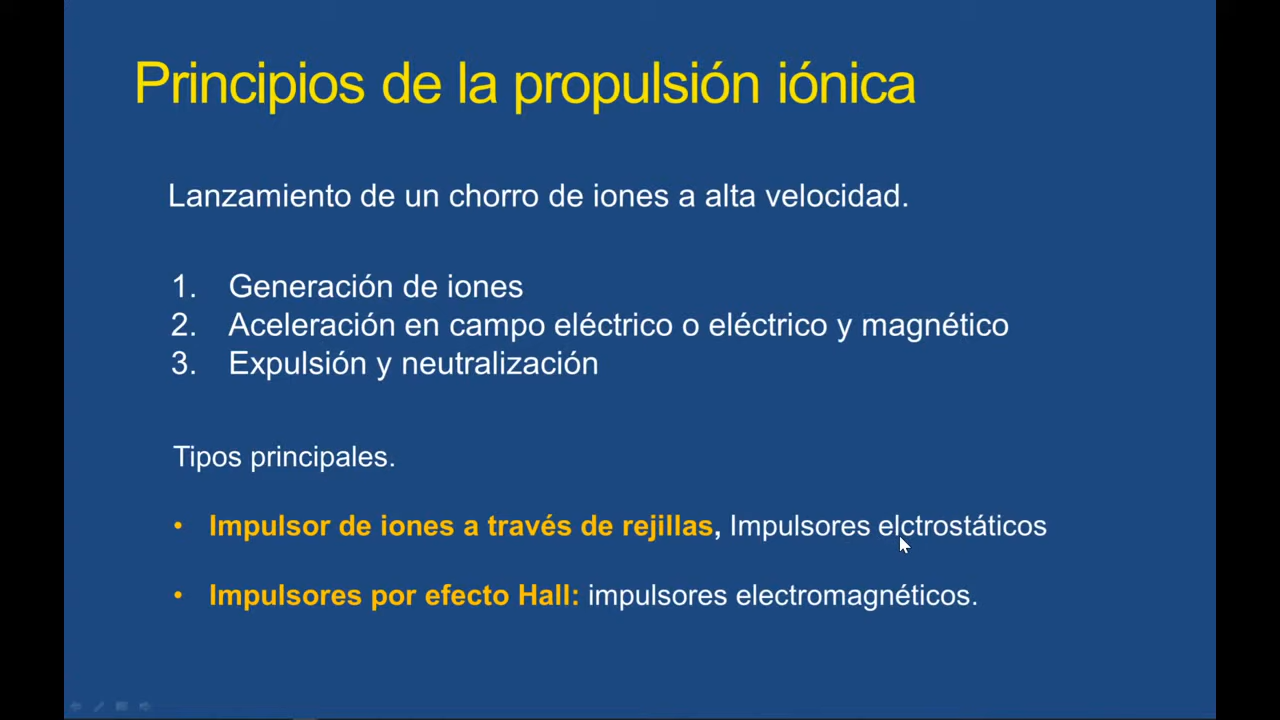 Principios de la propulsión iónica
Lanzamiento de un chorro de iones a alta velocidad.
1. Generación de iones
2. Aceleración en campo eléctrico o eléctrico y magnético
3. Expulsión y neutralización
Tipos principales.
• Impulsor de iones a través de rejillas, Impulsores elctrostáticos
• Impulsores por efecto Hall: impulsores electromagnéticos.